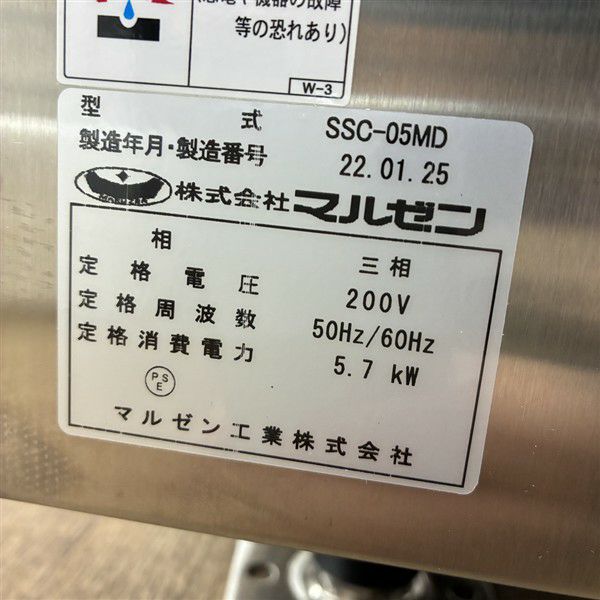 等の恐れあり)
W-3
型式 SSC-05MD
製造年月・製造番号 22.01.25
MARUZEN 株式会社マルゼン
相 三相
定格電圧 200V
定格周波数 50Hz/60Hz
定格消費電力 5.7 kW
PSE
マルゼン工業株式会社